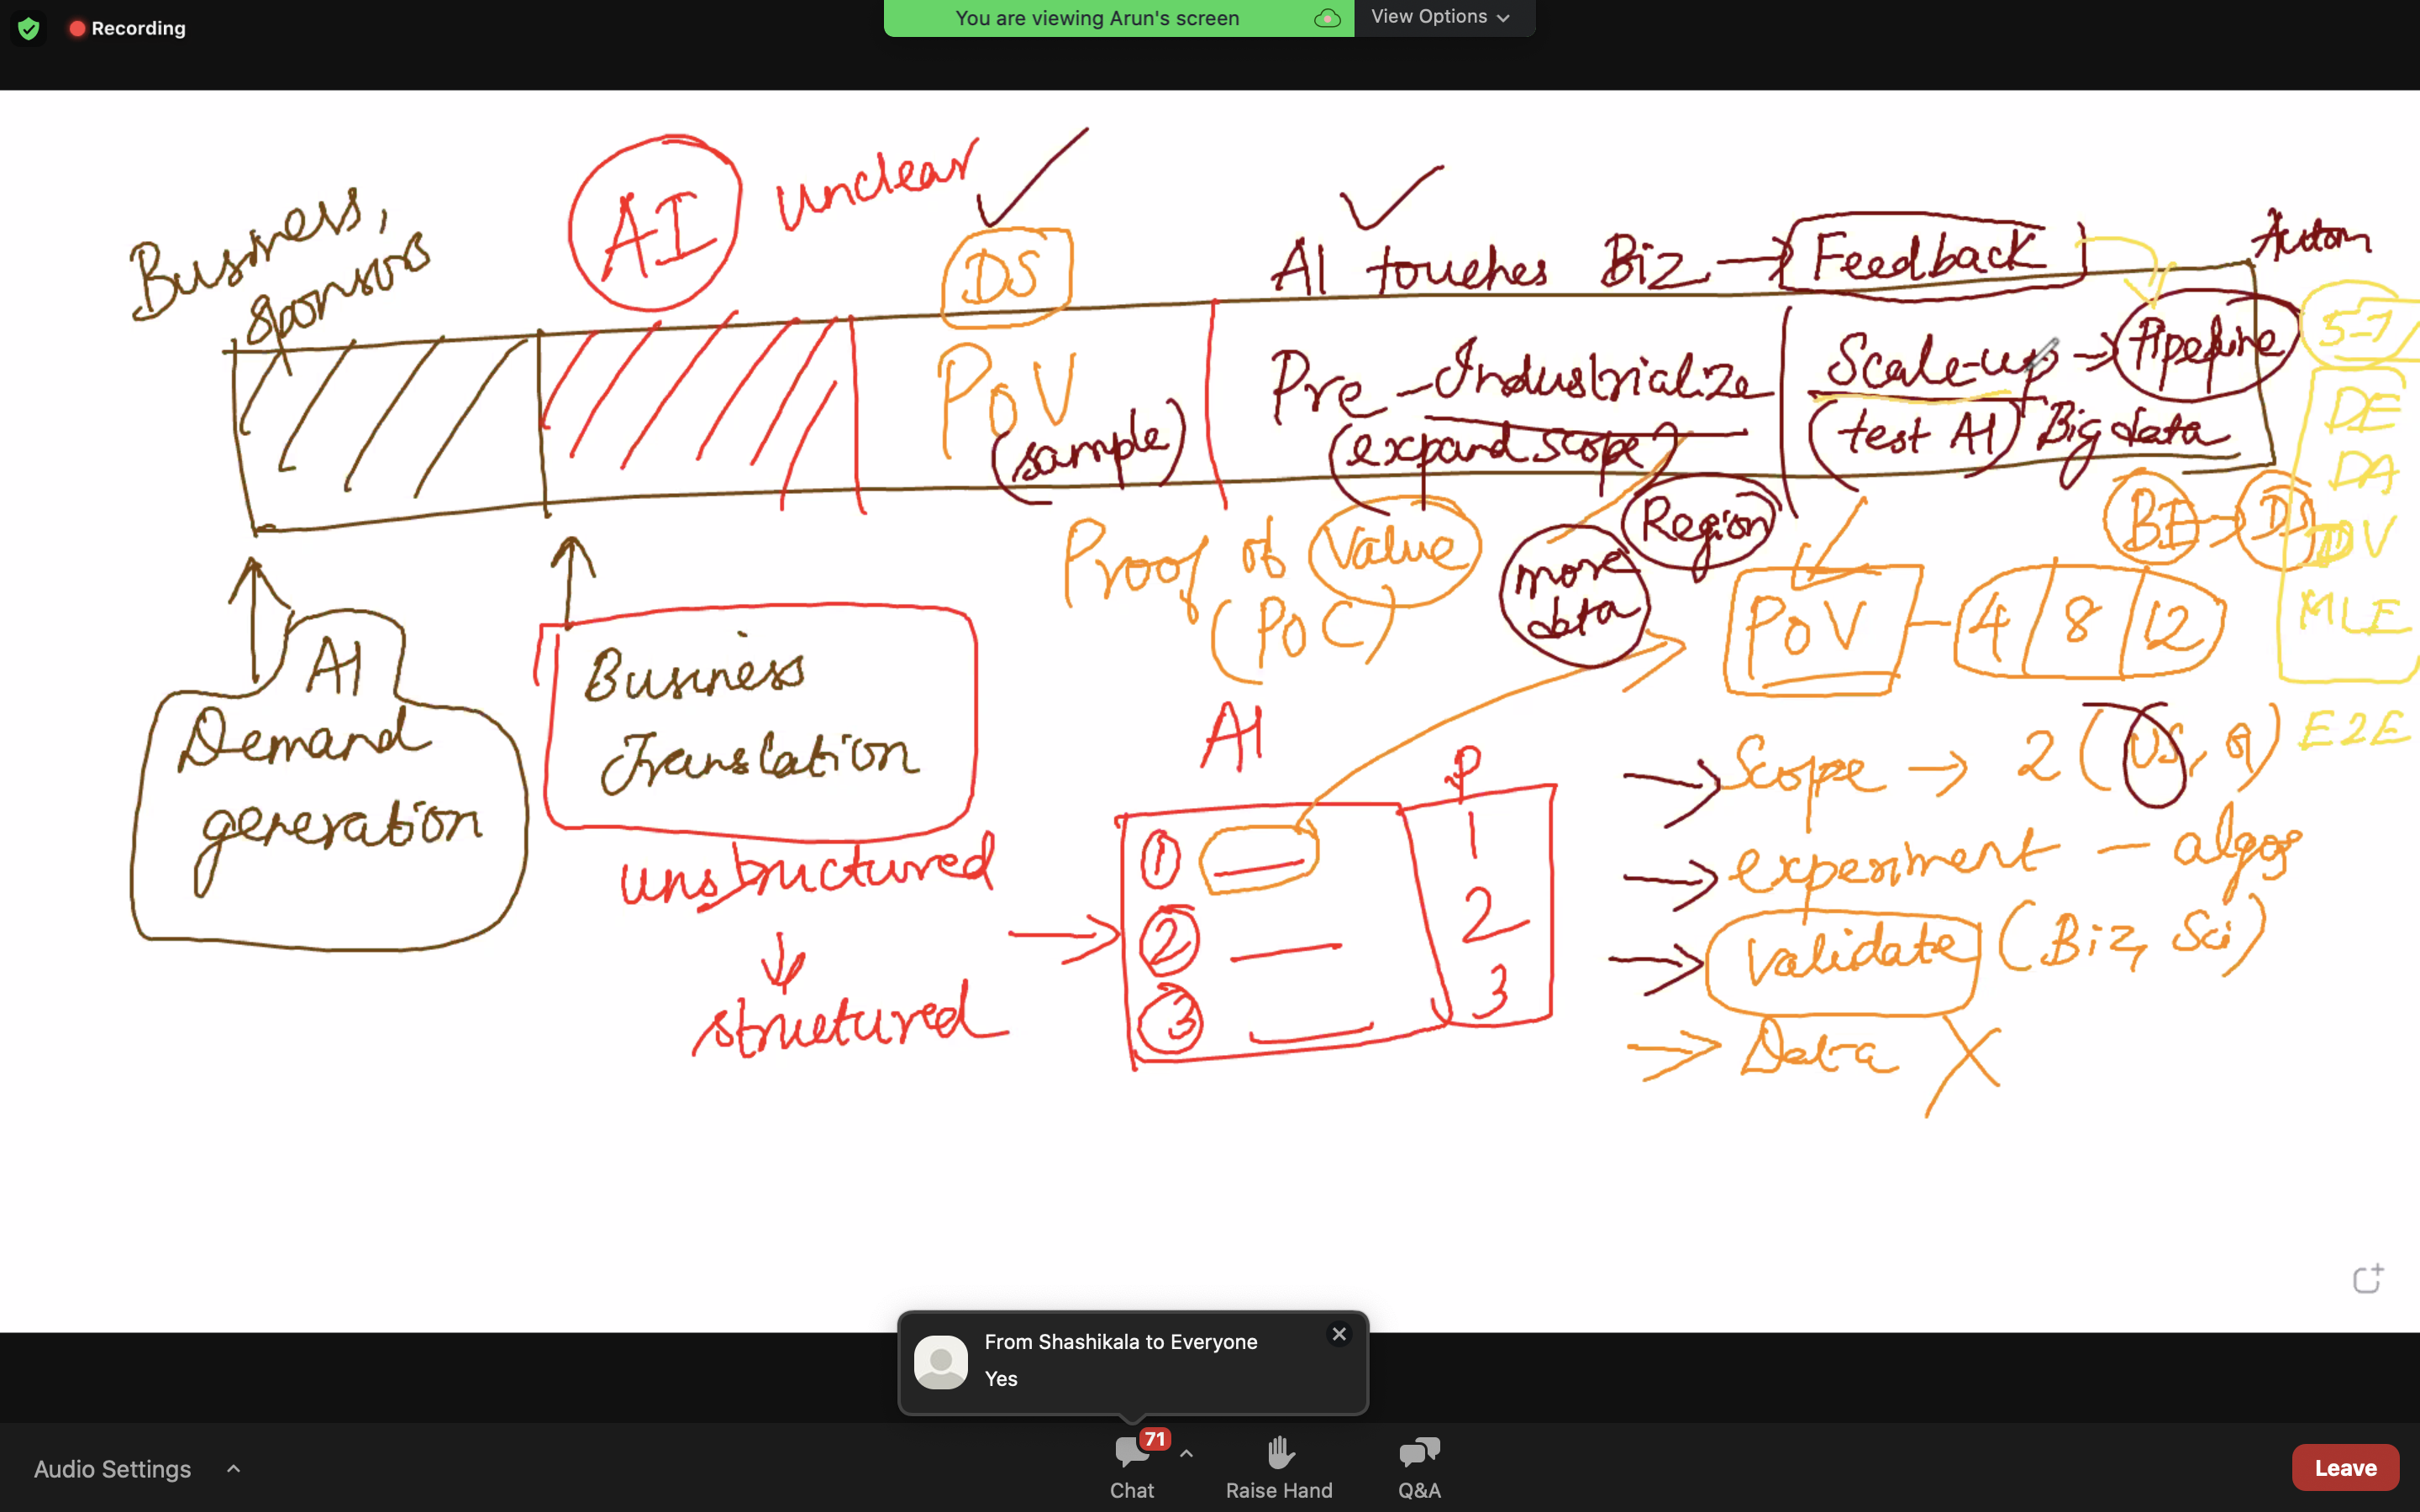 Recording
You are viewing Arun's screen
View Options
Business,
sponsors
AI
unclear
DS
AI touches Biz → Feedback
Autom
PoV
(sample)
Pre-Industrialize
(expand scope)
Scale-up → Pipeline
(test AI) Big data
5-7
DE
DA
DV
MLE
E2E
Region
more
data
BE → DS
Proof of Value
(PoC)
PoV - 4 8 12
AI
Demand
generation
Business
Translation
unstructured
↓
structured
AI
P
① 1
② 2
③ 3
→ Scope → 2 (US, )
→ experiment - algos
→ Validate (Biz, Sci)
→ Data X
From Shashikala to Everyone
Yes
Audio Settings
71
Chat
Raise Hand
Q&A
Leave